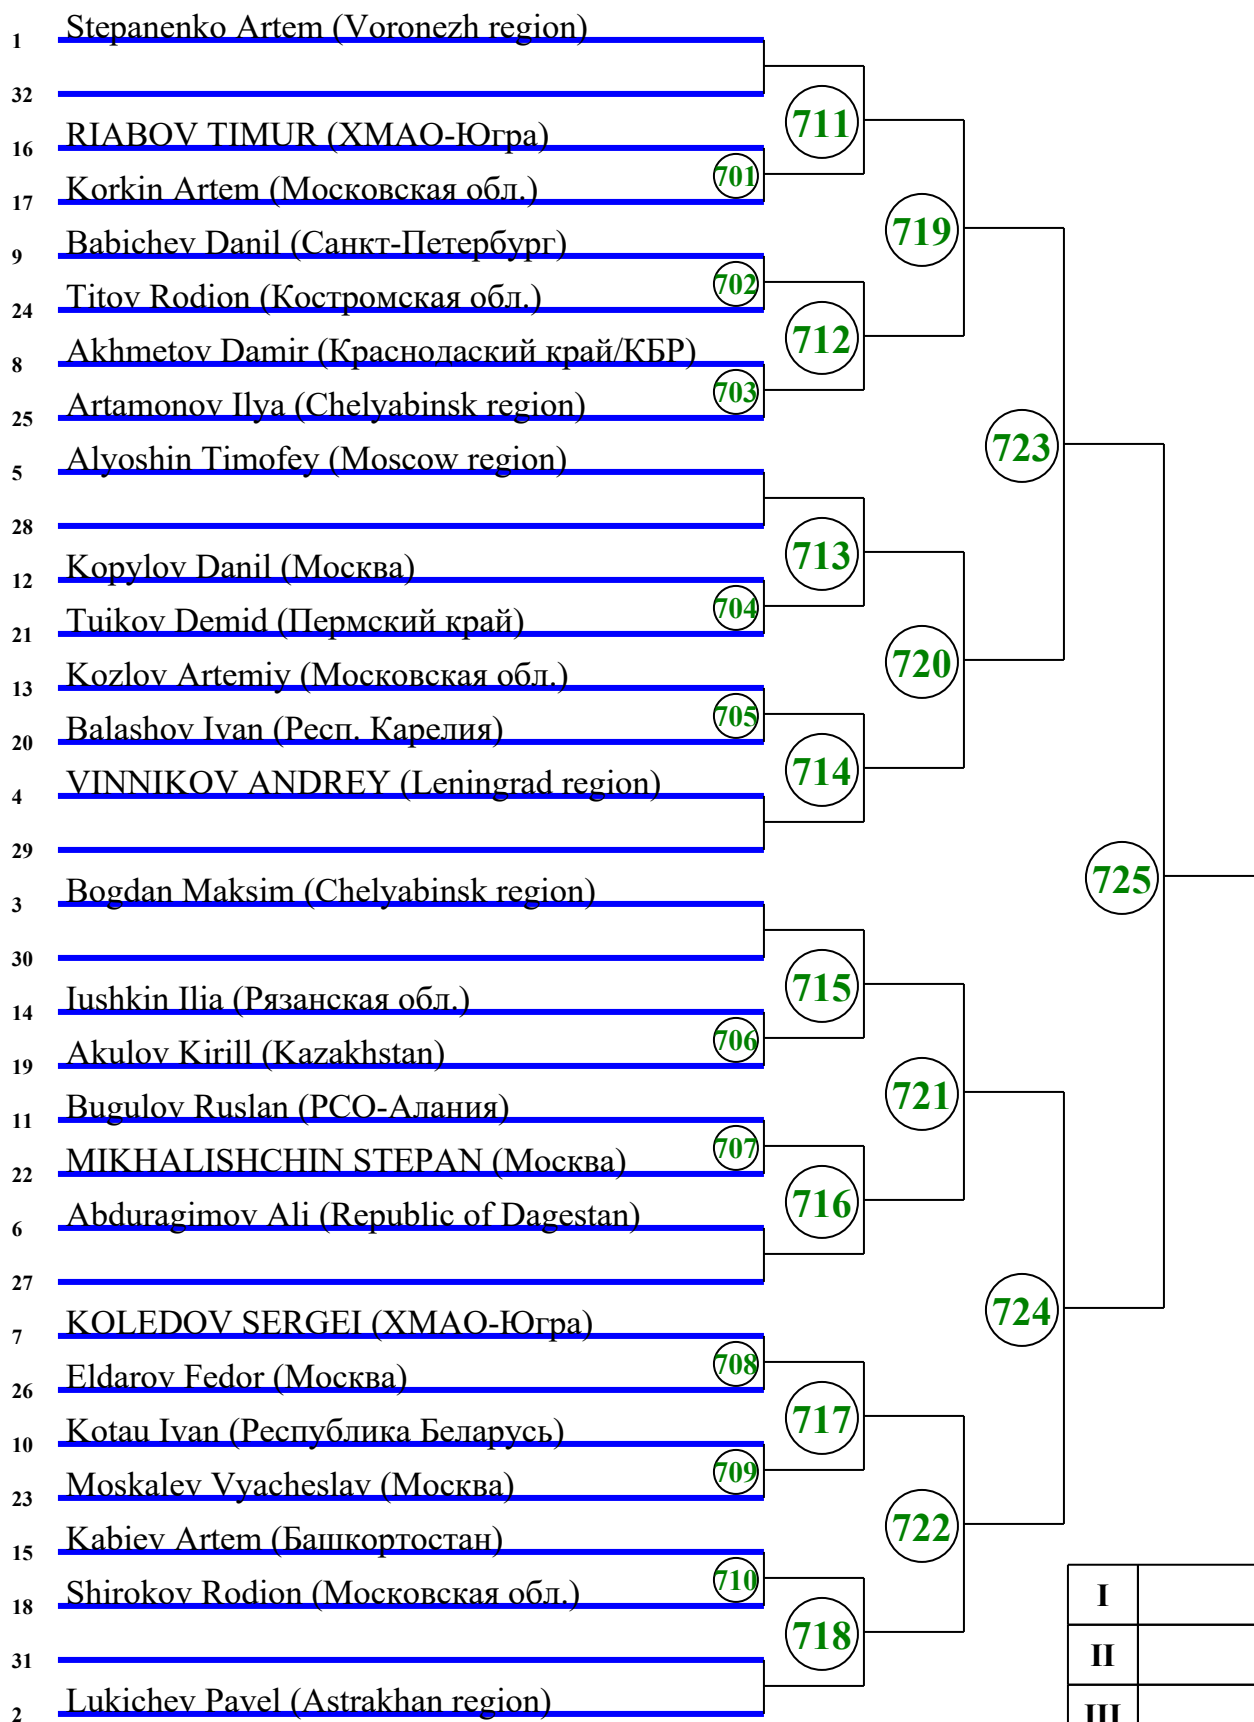 1 Stepanenko Artem (Voronezh region)
32
711
16 RIABOV TIMUR (ХМАО-Югра)
701
17 Korkin Artem (Московская обл.)
719
9 Babichev Danil (Санкт-Петербург)
702
24 Titov Rodion (Костромская обл.)
712
8 Akhmetov Damir (Краснодаский край/КБР)
703
25 Artamonov Ilya (Chelyabinsk region)
723
5 Alyoshin Timofey (Moscow region)
28
713
12 Kopylov Danil (Москва)
704
21 Tuikov Demid (Пермский край)
720
13 Kozlov Artemiy (Московская обл.)
705
20 Balashov Ivan (Респ. Карелия)
714
4 VINNIKOV ANDREY (Leningrad region)
29
725
3 Bogdan Maksim (Chelyabinsk region)
30
715
14 Iushkin Ilia (Рязанская обл.)
706
19 Akulov Kirill (Kazakhstan)
721
11 Bugulov Ruslan (РСО-Алания)
707
22 MIKHALISHCHIN STEPAN (Москва)
716
6 Abduragimov Ali (Republic of Dagestan)
27
724
7 KOLEDOV SERGEI (ХМАО-Югра)
708
26 Eldarov Fedor (Москва)
717
10 Kotau Ivan (Республика Беларусь)
709
23 Moskalev Vyacheslav (Москва)
722
15 Kabiev Artem (Башкортостан)
710
18 Shirokov Rodion (Московская обл.)
I
718
31
II
2 Lukichev Pavel (Astrakhan region)
III